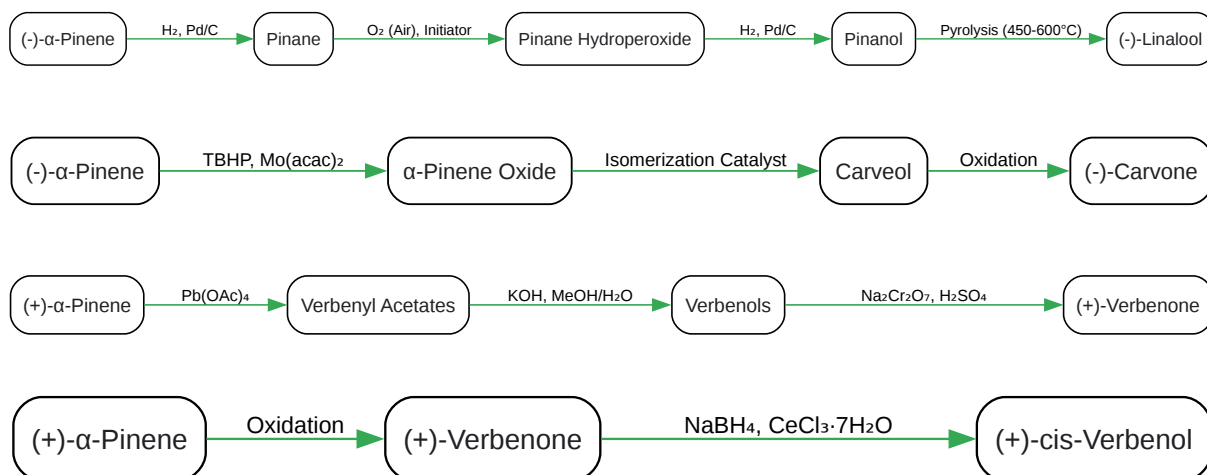 (-)-α-Pinene H₂, Pd/C Pinane O₂ (Air), Initiator Pinane Hydroperoxide H₂, Pd/C Pinanol Pyrolysis (450-600°C) (-)-Linalool
(-)-α-Pinene TBHP, Mo(acac)₂ α-Pinene Oxide Isomerization Catalyst Carveol Oxidation (-)-Carvone
(+)-α-Pinene Pb(OAc)₄ Verbenyl Acetates KOH, MeOH/H₂O Verbenols Na₂Cr₂O₇, H₂SO₄ (+)-Verbenone
(+)-α-Pinene Oxidation (+)-Verbenone NaBH₄, CeCl₃·7H₂O (+)-cis-Verbenol